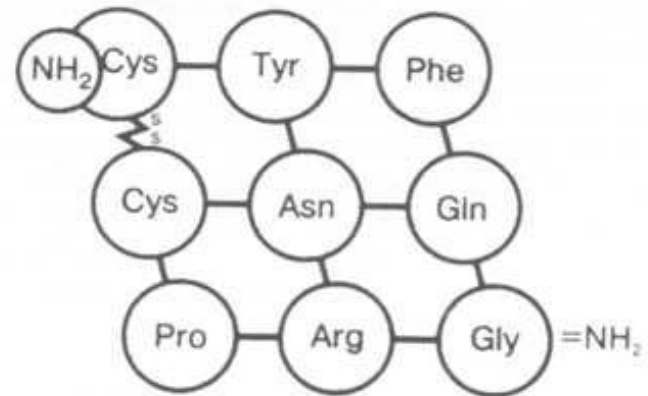 NH2 Cys Tyr Phe
S
S
Cys Asn Gln
Pro Arg Gly =NH2